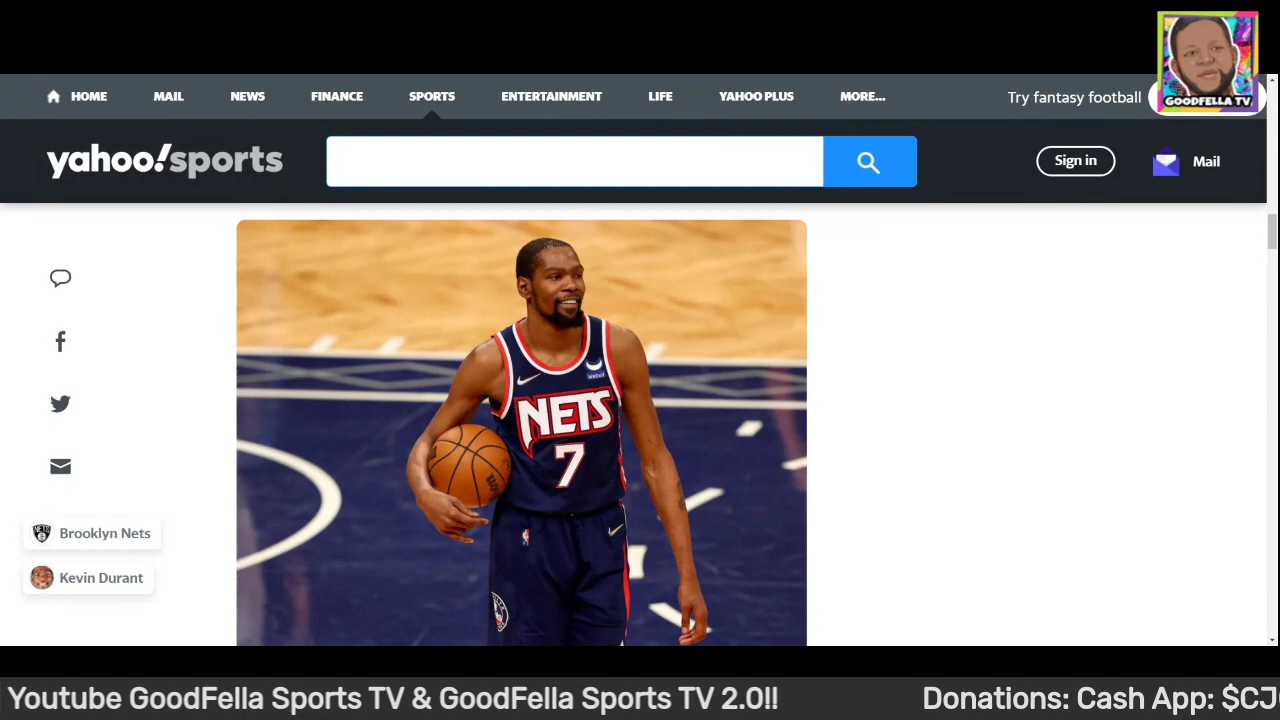 GOODFELLA TV
HOME MAIL NEWS FINANCE SPORTS ENTERTAINMENT LIFE YAHOO PLUS MORE... Try fantasy football
yahoo!sports
Sign in
Mail
NETS
7
Brooklyn Nets
Kevin Durant
Youtube GoodFella Sports TV & GoodFella Sports TV 2.0!! Donations: Cash App: $CJ